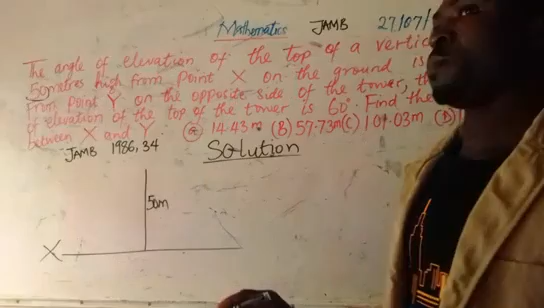 Mathematics JAMB 27/07/
The angle of elevation of the top of a vertic
50metres high from Point X on the ground is
From Point Y on the opposite side of the tower, th
of elevation of the top of the tower is 60°. Find the
between X and Y. (A) 14.43m (B) 57.73m (C) 101.03m (D)
JAMB 1986, 34 Solution
50m
X